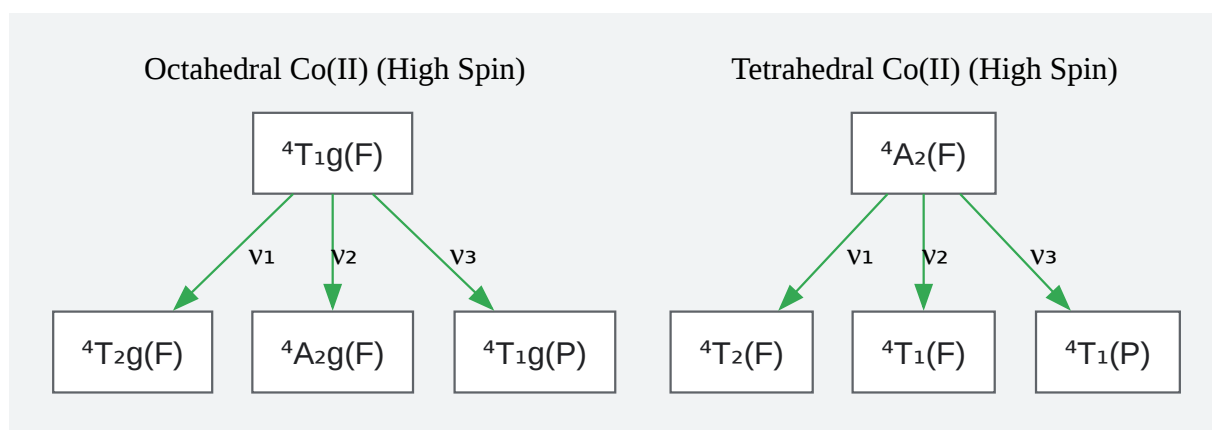 Octahedral Co(II) (High Spin)
Tetrahedral Co(II) (High Spin)
⁴T₁g(F)
⁴A₂(F)
ν₁
ν₂
ν₃
ν₁
ν₂
ν₃
⁴T₂g(F)
⁴A₂g(F)
⁴T₁g(P)
⁴T₂(F)
⁴T₁(F)
⁴T₁(P)